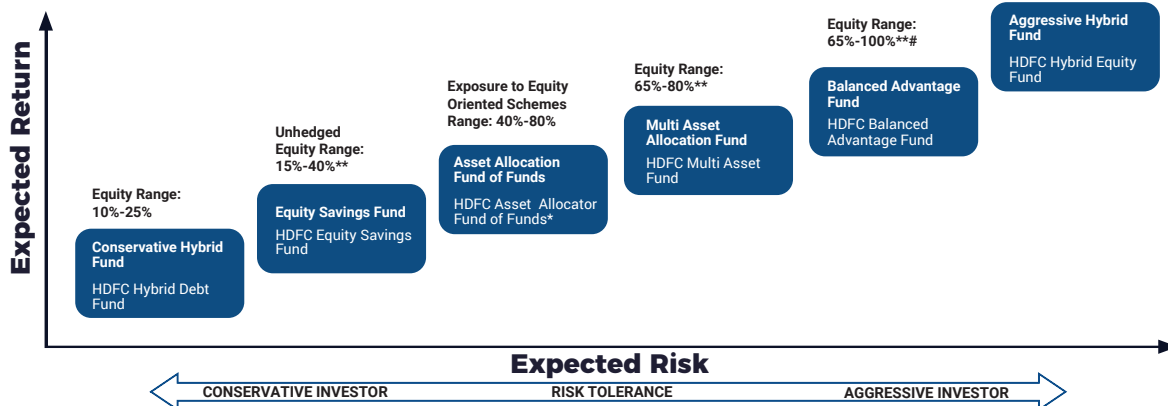 Expected Return
Equity Range:
10%-25%
Conservative Hybrid
Fund
HDFC Hybrid Debt
Fund
Unhedged
Equity Range:
15%-40%**
Equity Savings Fund
HDFC Equity Savings
Fund
Exposure to Equity
Oriented Schemes
Range: 40%-80%
Asset Allocation
Fund of Funds
HDFC Asset Allocator
Fund of Funds*
Equity Range:
65%-80%**
Multi Asset
Allocation Fund
HDFC Multi Asset
Fund
Equity Range:
65%-100%**#
Balanced Advantage
Fund
HDFC Balanced
Advantage Fund
Aggressive Hybrid
Fund
HDFC Hybrid Equity
Fund
Expected Risk
CONSERVATIVE INVESTOR
RISK TOLERANCE
AGGRESSIVE INVESTOR